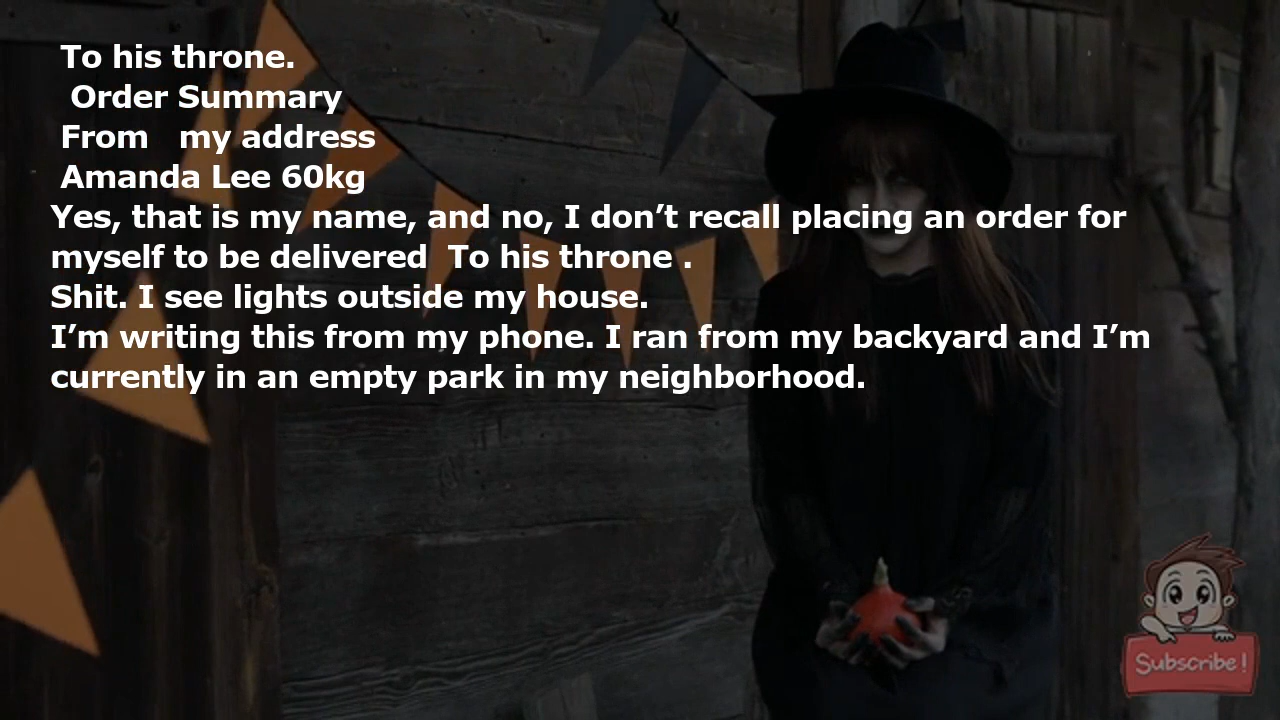 To his throne.
Order Summary
From my address
Amanda Lee 60kg
Yes, that is my name, and no, I don’t recall placing an order for
myself to be delivered To his throne .
Shit. I see lights outside my house.
I’m writing this from my phone. I ran from my backyard and I’m
currently in an empty park in my neighborhood.
Subscribe!